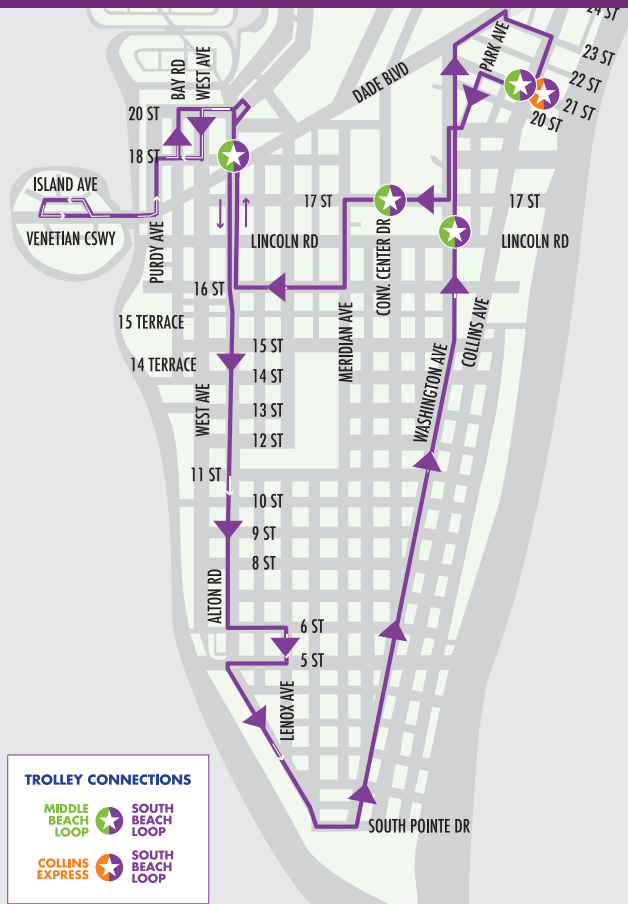 24 ST
PARK AVE
23 ST
22 ST
21 ST
20 ST
DADE BLVD
BAY RD
WEST AVE
20 ST
18 ST
ISLAND AVE
VENETIAN CSWY
PURDY AVE
17 ST
17 ST
LINCOLN RD
LINCOLN RD
CONV. CENTER DR
16 ST
15 TERRACE
MERIDIAN AVE
COLLINS AVE
WASHINGTON AVE
15 ST
14 TERRACE
14 ST
WEST AVE
13 ST
12 ST
11 ST
10 ST
9 ST
8 ST
ALTON RD
6 ST
5 ST
LENOX AVE
SOUTH POINTE DR
TROLLEY CONNECTIONS
MIDDLE
BEACH
LOOP
SOUTH
BEACH
LOOP
COLLINS
EXPRESS
SOUTH
BEACH
LOOP